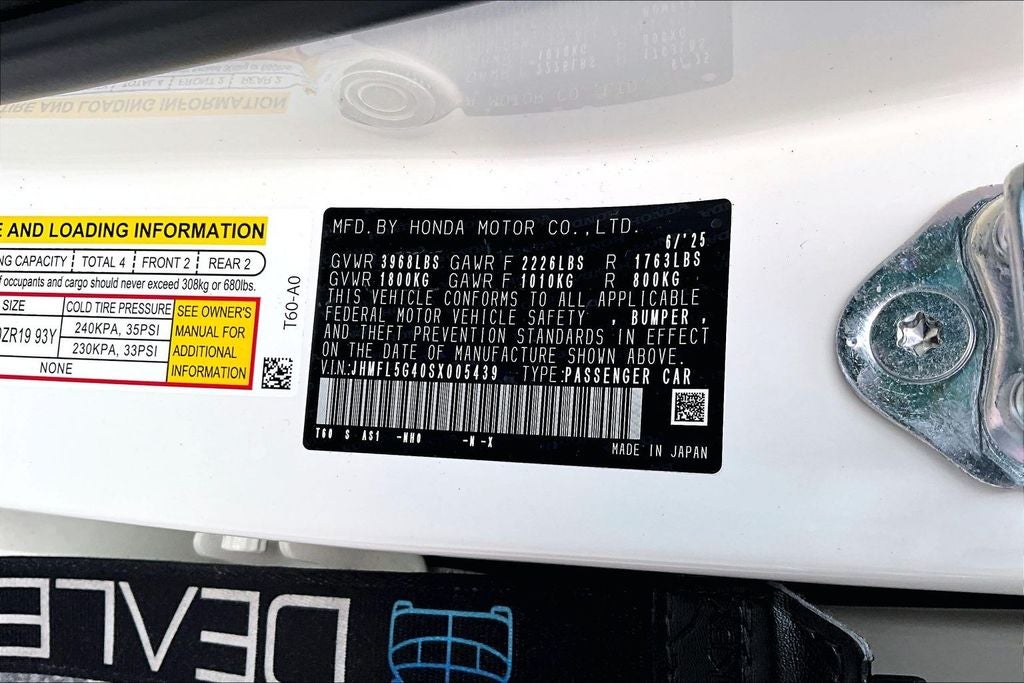 E AND LOADING INFORMATION
NG CAPACITY TOTAL 4 FRONT 2 REAR 2
f occupants and cargo should never exceed 308kg or 680lbs.
SIZE COLD TIRE PRESSURE SEE OWNER'S MANUAL FOR ADDITIONAL INFORMATION
ZR19 93Y 240KPA, 35PSI
230KPA, 33PSI
NONE
T60-A0
MFD.BY HONDA MOTOR CO.,LTD.
6/'25
GVWR 3968LBS GAWR F 2226LBS R 1763LBS
GVWR 1800KG GAWR F 1010KG R 800KG
THIS VEHICLE CONFORMS TO ALL APPLICABLE
FEDERAL MOTOR VEHICLE SAFETY , BUMPER ,
AND THEFT PREVENTION STANDARDS IN EFFECT
ON THE DATE OF MANUFACTURE SHOWN ABOVE.
V.IN:JHMFL5G40SX005439 TYPE:PASSENGER CAR
T60 S AS1 -NH0 -N -X
MADE IN JAPAN
DEALE